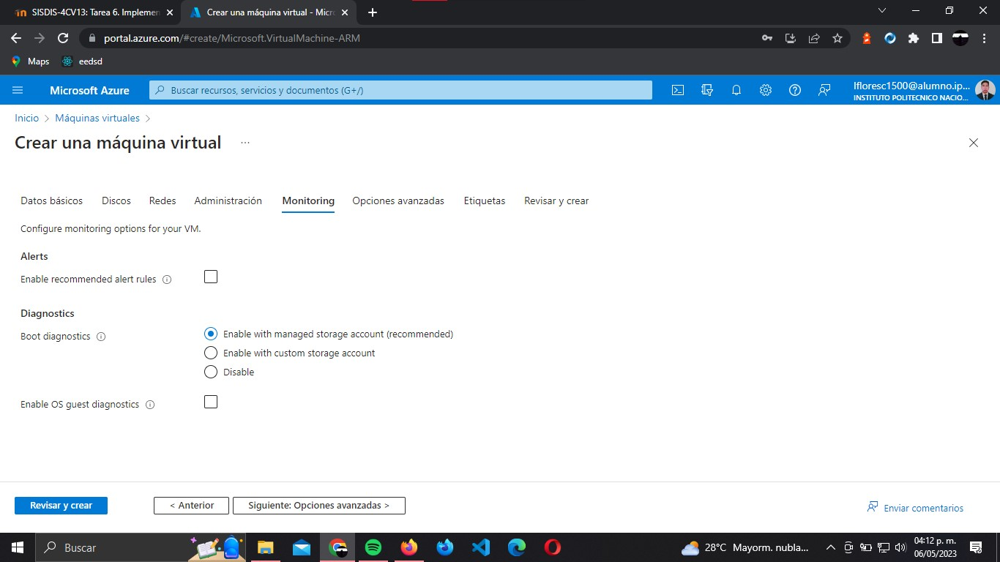 SISDIS-4CV13: Tarea 6. Implemen
Crear una máquina virtual - Micro
portal.azure.com/#create/Microsoft.VirtualMachine-ARM
Maps
eedsd
Microsoft Azure
Buscar recursos, servicios y documentos (G+/)
lfloresc1500@alumno.ip...
INSTITUTO POLITECNICO NACIO...
Inicio > Máquinas virtuales >
Crear una máquina virtual ...
Datos básicos Discos Redes Administración Monitoring Opciones avanzadas Etiquetas Revisar y crear
Configure monitoring options for your VM.
Alerts
Enable recommended alert rules
Diagnostics
Boot diagnostics
Enable with managed storage account (recommended)
Enable with custom storage account
Disable
Enable OS guest diagnostics
Revisar y crear
< Anterior
Siguiente: Opciones avanzadas >
Enviar comentarios
Buscar
28°C Mayorm. nubla...
04:12 p. m.
06/05/2023